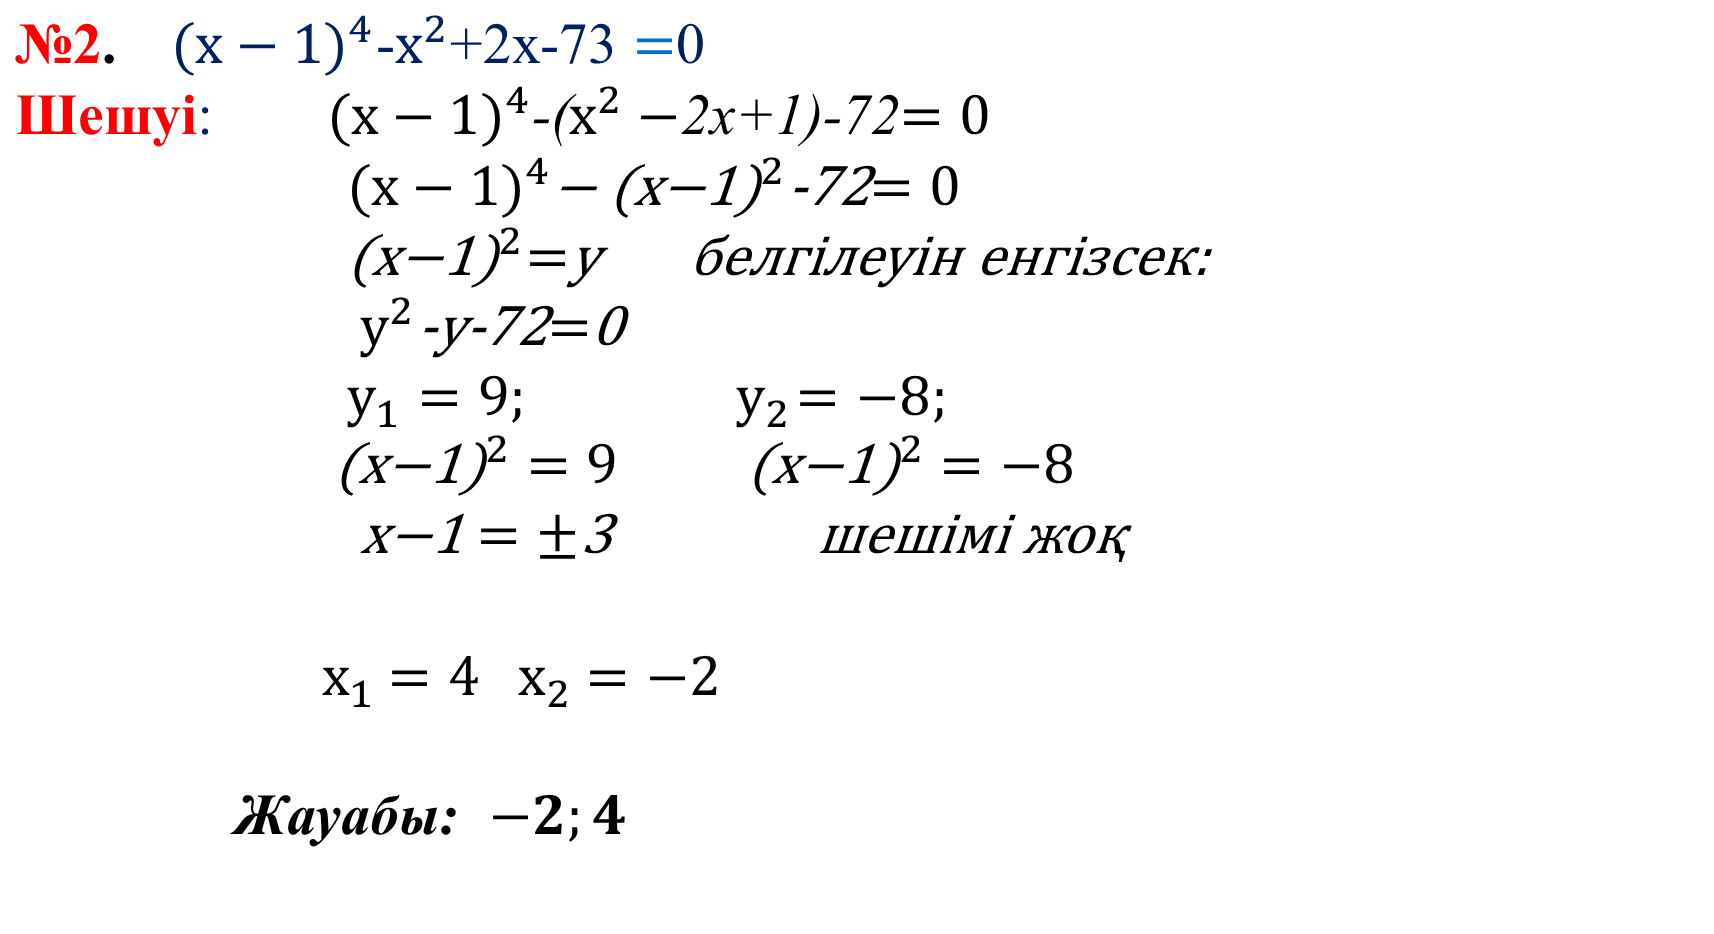 №2. (x − 1)⁴-x²+2x-73 =0
Шешуі: (x − 1)⁴-(x² −2x+1)-72= 0
(x − 1)⁴ − (x−1)² -72= 0
(x−1)²=y белгілеуін енгізсек:
y² -y-72=0
y₁ = 9; y₂= −8;
(x−1)² = 9 (x−1)² = −8
x−1= ±3 шешімі жоқ
x₁ = 4 x₂ = −2
Жауабы: −2; 4